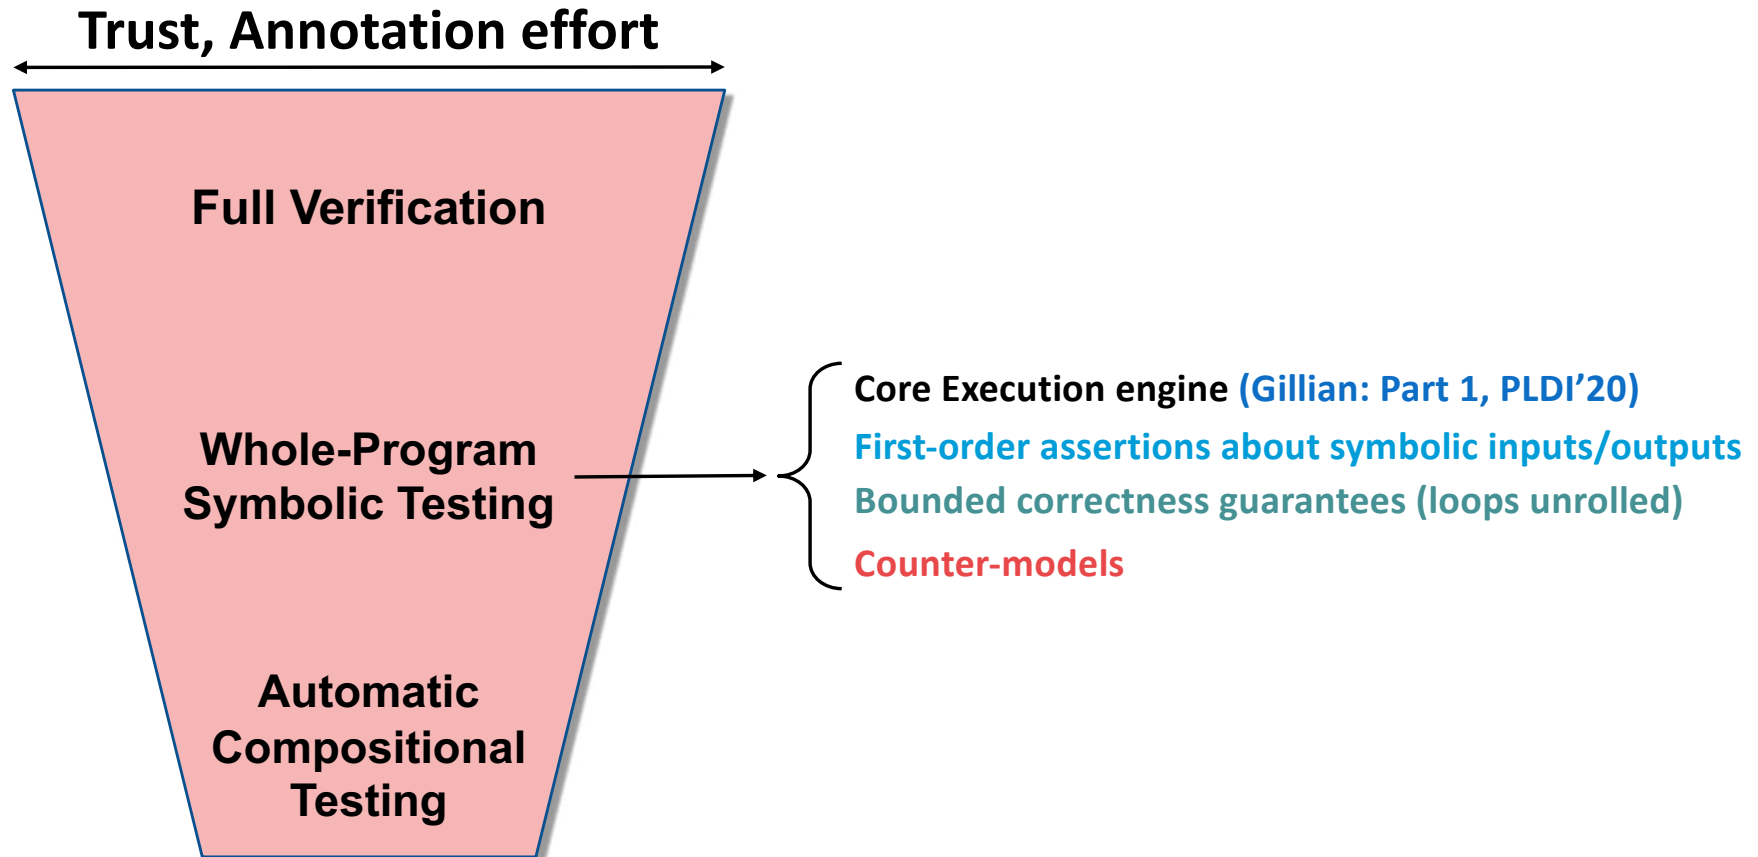 Trust, Annotation effort
Full Verification
Whole-Program
Symbolic Testing
Core Execution engine (Gillian: Part 1, PLDI’20)
First-order assertions about symbolic inputs/outputs
Bounded correctness guarantees (loops unrolled)
Counter-models
Automatic
Compositional
Testing